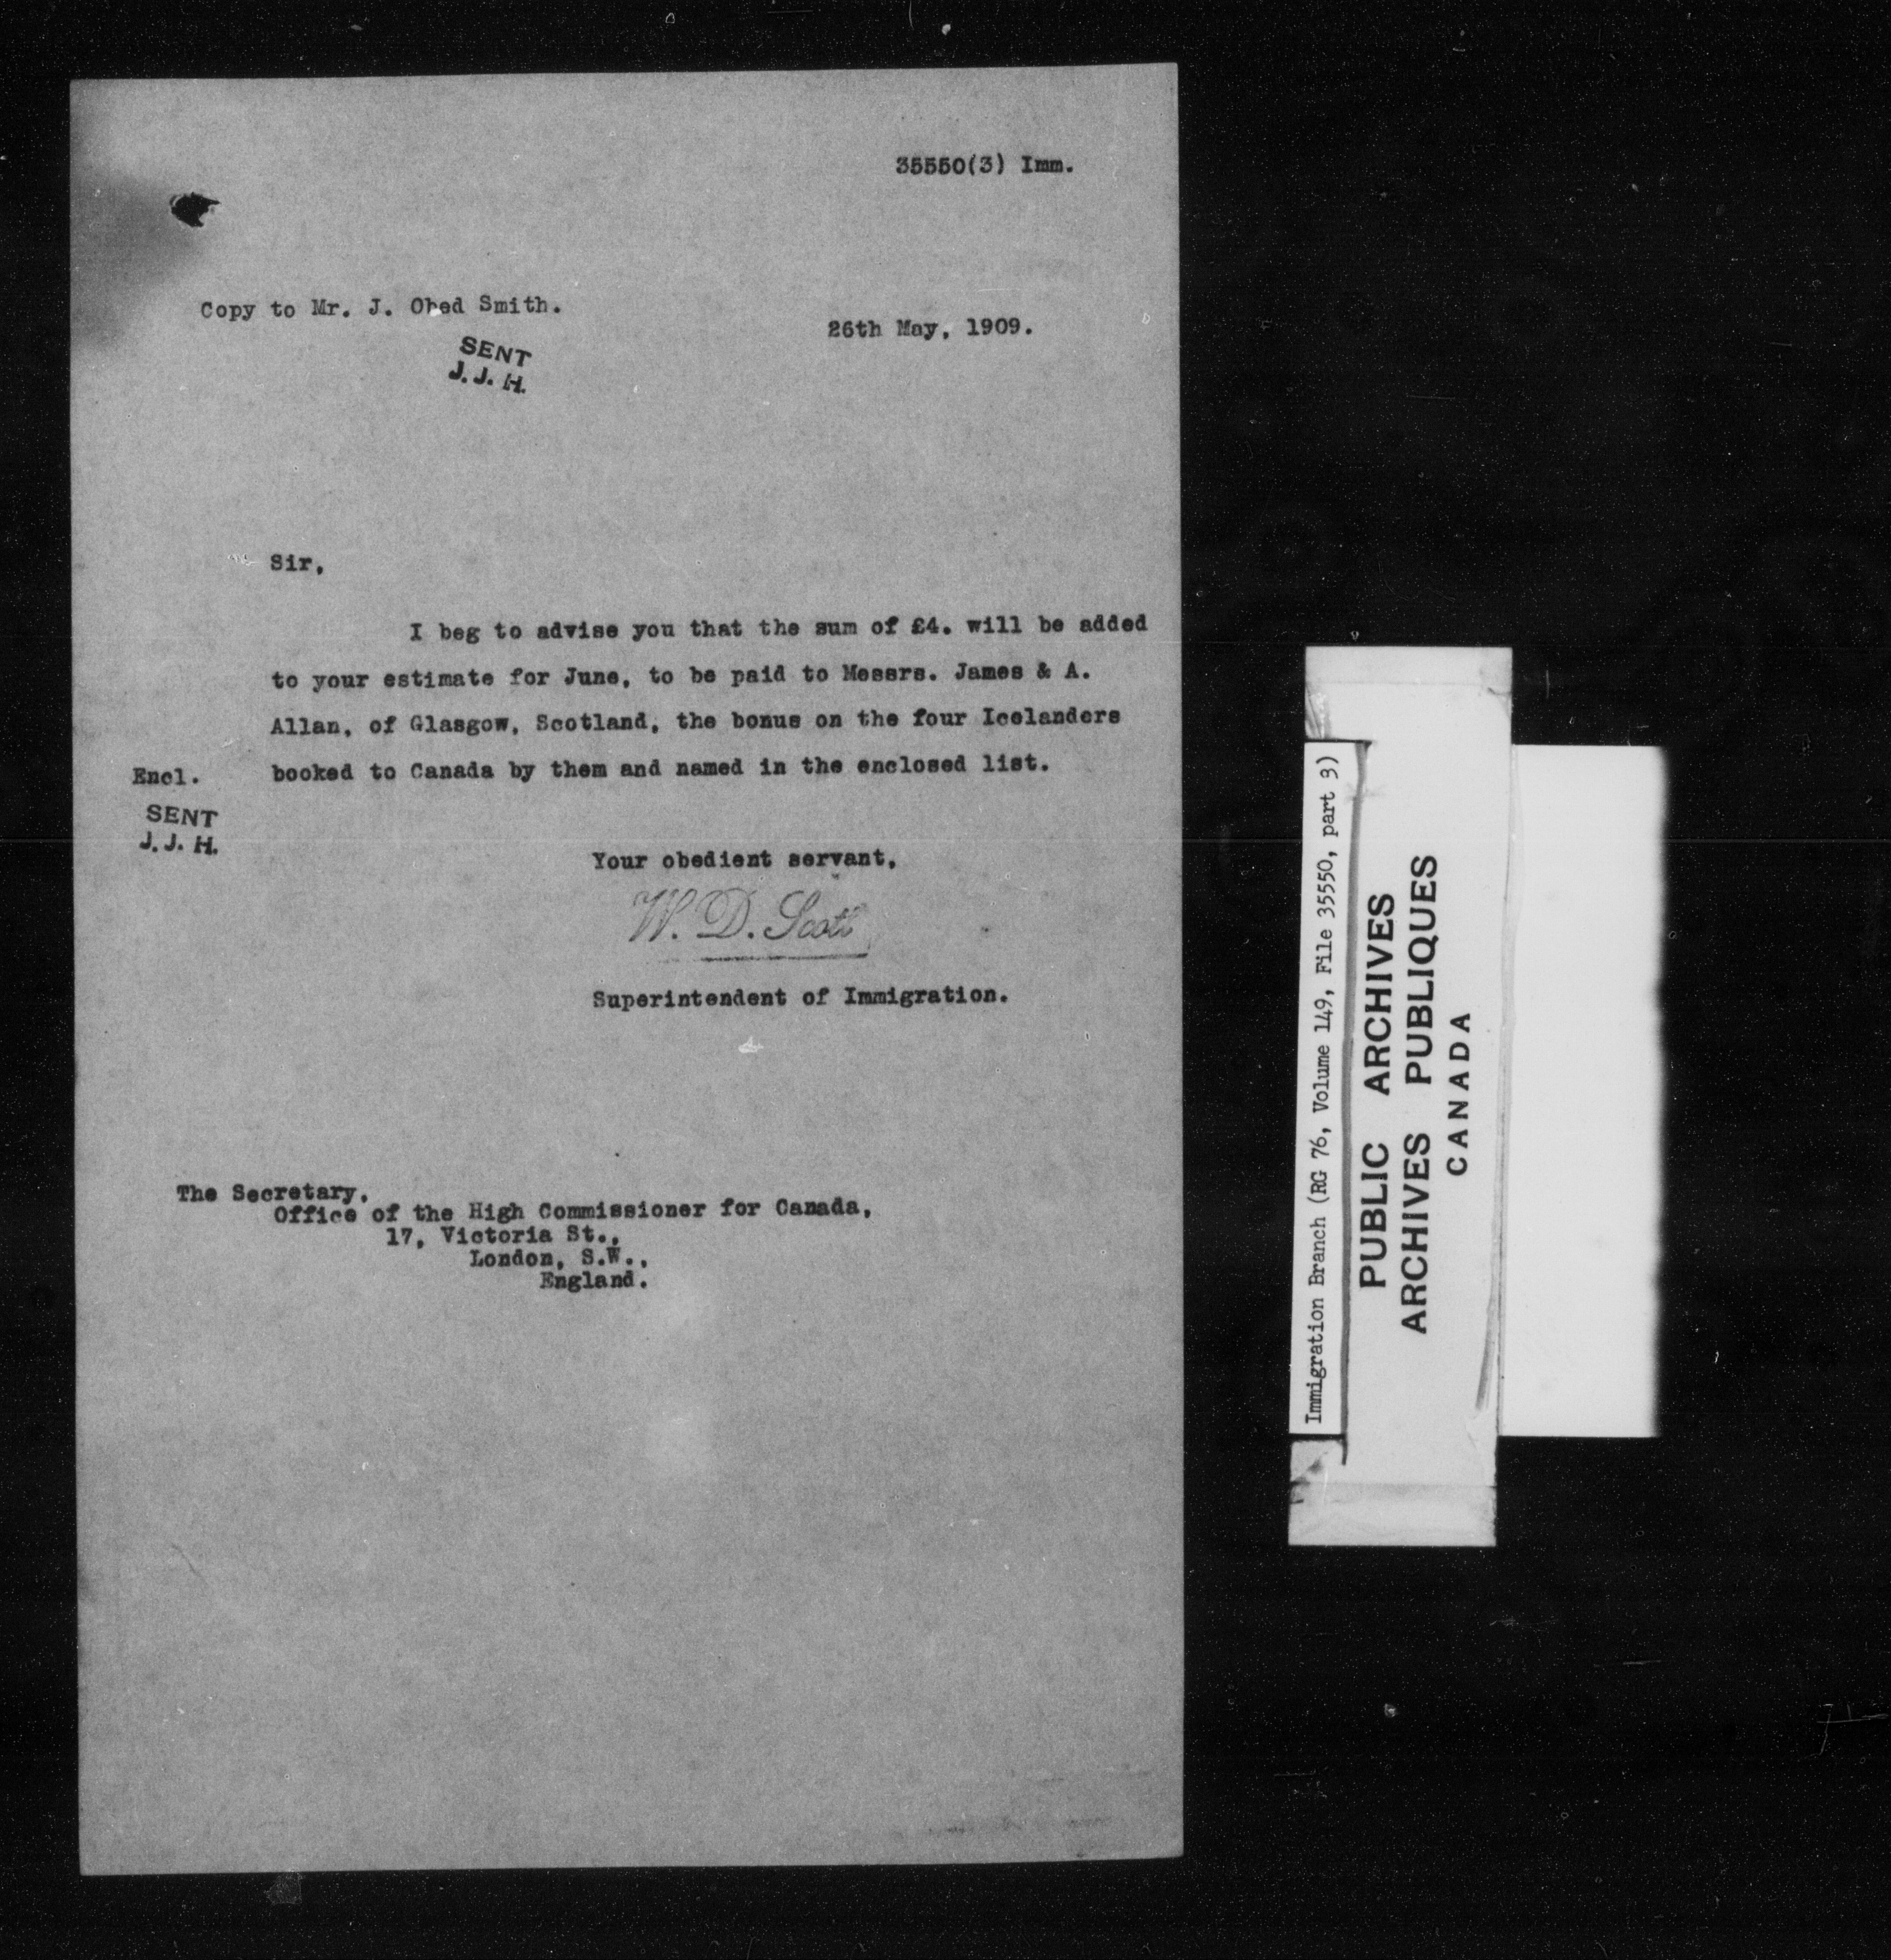 35550(3) Imm.
Copy to Mr. J. Obed Smith.
26th May, 1909.
SENT
J. J. H.
Sir,
I beg to advise you that the sum of £4. will be added
to your estimate for June, to be paid to Messrs. James & A.
Allan, of Glasgow, Scotland, the bonus on the four Icelanders
booked to Canada by them and named in the enclosed list.
Encl.
SENT
J. J. H.
Your obedient servant,
W. D. Scott
Superintendent of Immigration.
The Secretary,
Office of the High Commissioner for Canada,
17, Victoria St.,
London, S.W.,
England.
Immigration Branch (RG 76, Volume 149, File 35550, part 3)
PUBLIC ARCHIVES
ARCHIVES PUBLIQUES
CANADA